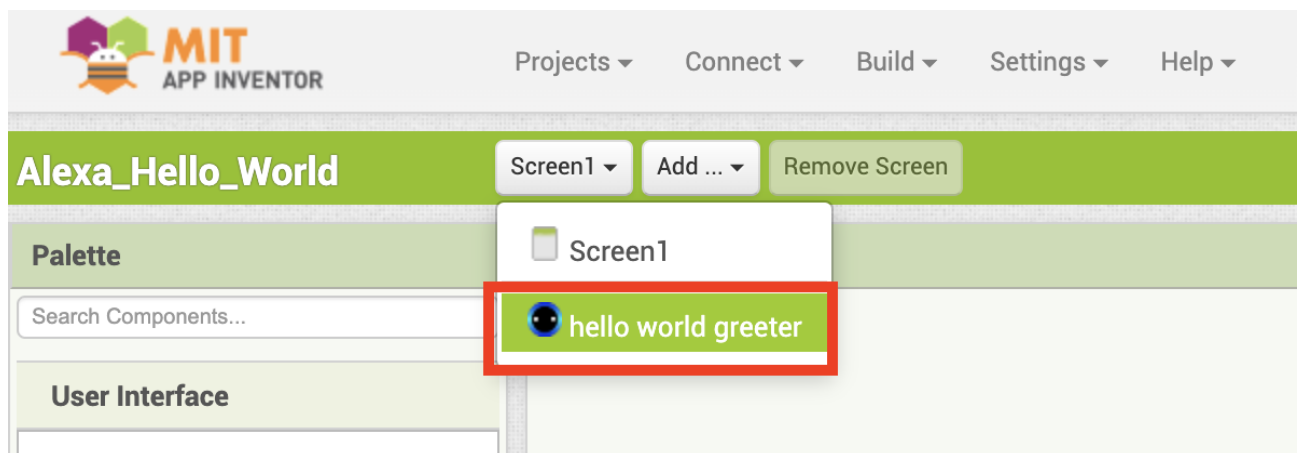 MIT
APP INVENTOR
Projects Connect Build Settings Help
Alexa_Hello_World
Screen1 Add ... Remove Screen
Screen1
Palette
Search Components...
hello world greeter
User Interface